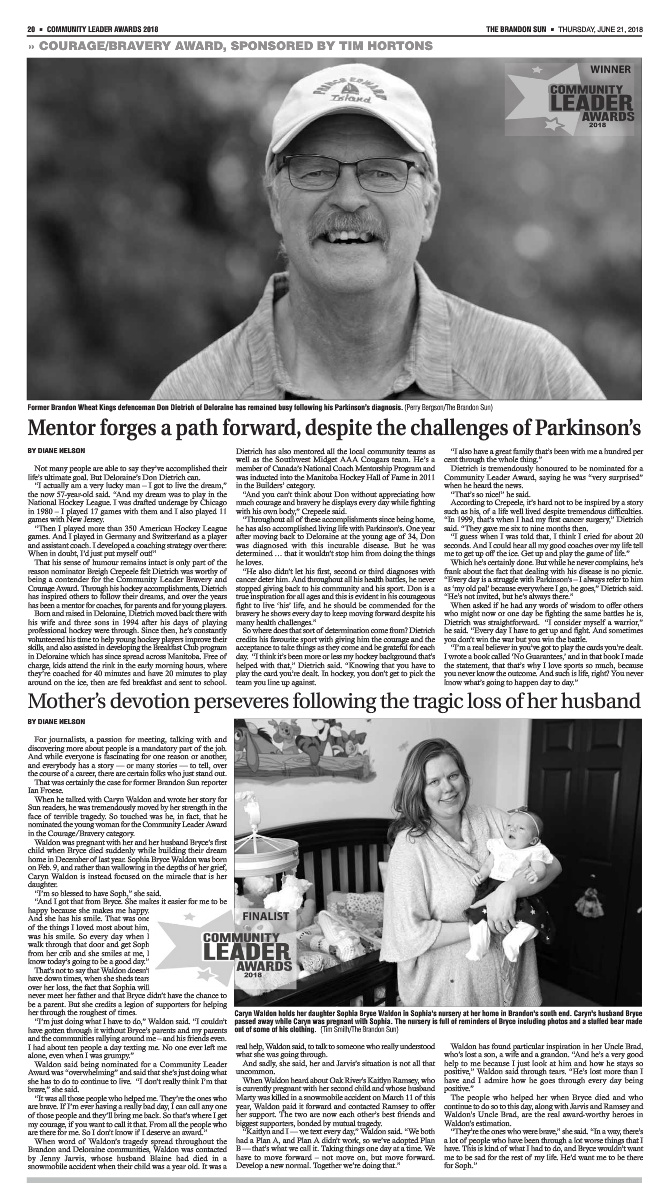 20 ▪ COMMUNITY LEADER AWARDS 2018
THE BRANDON SUN ▪ THURSDAY, JUNE 21, 2018
» COURAGE/BRAVERY AWARD, SPONSORED BY TIM HORTONS
PRINCE EDWARD
Island
WINNER
COMMUNITY
LEADER
AWARDS
2018
Former Brandon Wheat Kings defenceman Don Dietrich of Deloraine has remained busy following his Parkinson's diagnosis. (Perry Bergson/The Brandon Sun)
Mentor forges a path forward, despite the challenges of Parkinson's
BY DIANE NELSON
Not many people are able to say they've accomplished their
life's ultimate goal. But Deloraine's Don Dietrich can.
"I actually am a very lucky man – I got to live the dream,"
the now 57-year-old said. "And my dream was to play in the
National Hockey League. I was drafted underage by Chicago
in 1980 – I played 17 games with them and I also played 11
games with New Jersey.
"Then I played more than 350 American Hockey League
games. And I played in Germany and Switzerland as a player
and assistant coach. I developed a coaching strategy over there:
When in doubt, I'd just put myself out!"
That his sense of humour remains intact is only part of the
reason nominator Breigh Crepeele felt Dietrich was worthy of
being a contender for the Community Leader Bravery and
Courage Award. Through his hockey accomplishments, Dietrich
has inspired others to follow their dreams, and over the years
has been a mentor for coaches, for parents and for young players.
Born and raised in Deloraine, Dietrich moved back there with
his wife and three sons in 1994 after his days of playing
professional hockey were through. Since then, he's constantly
volunteered his time to help young hockey players improve their
skills, and also assisted in developing the Breakfast Club program
in Deloraine which has since spread across Manitoba. Free of
charge, kids attend the rink in the early morning hours, where
they're coached for 40 minutes and have 20 minutes to play
around on the ice, then are fed breakfast and sent to school.
Dietrich has also mentored all the local community teams as
well as the Southwest Midget AAA Cougars team. He's a
member of Canada's National Coach Mentorship Program and
was inducted into the Manitoba Hockey Hall of Fame in 2011
in the Builders' category.
"And you can't think about Don without appreciating how
much courage and bravery he displays every day while fighting
with his own body," Crepeele said.
"Throughout all of these accomplishments since being home,
he has also accomplished living life with Parkinson's. One year
after moving back to Deloraine at the young age of 34, Don
was diagnosed with this incurable disease. But he was
determined… that it wouldn't stop him from doing the things
he loves.
"He also didn't let his first, second or third diagnoses with
cancer deter him. And throughout all his health battles, he never
stopped giving back to his community and his sport. Don is a
true inspiration for all ages and this is evident in his courageous
fight to live 'his' life, and he should be commended for the
bravery he shows every day to keep moving forward despite his
many health challenges."
So where does that sort of determination come from? Dietrich
credits his favourite sport with giving him the courage and the
acceptance to take things as they come and be grateful for each
day. "I think it's been more or less my hockey background that's
helped with that," Dietrich said. "Knowing that you have to
play the card you're dealt. In hockey, you don't get to pick the
team you line up against.
"I also have a great family that's been with me a hundred per
cent through the whole thing."
Dietrich is tremendously honoured to be nominated for a
Community Leader Award, saying he was "very surprised"
when he heard the news.
"That's so nice!" he said.
According to Crepeele, it's hard not to be inspired by a story
such as his, of a life well lived despite tremendous difficulties.
"In 1999, that's when I had my first cancer surgery," Dietrich
said. "They gave me six to nine months then.
"I guess when I was told that, I think I cried for about 20
seconds. And I could hear all my good coaches over my life tell
me to get up off the ice. Get up and play the game of life."
Which he's certainly done. But while he never complains, he's
frank about the fact that dealing with his disease is no picnic.
"Every day is a struggle with Parkinson's – I always refer to him
as 'my old pal' because everywhere I go, he goes," Dietrich said.
"He's not invited, but he's always there."
When asked if he had any words of wisdom to offer others
who might now or one day be fighting the same battles he is,
Dietrich was straightforward. "I consider myself a warrior,"
he said. "Every day I have to get up and fight. And sometimes
you don't win the war but you win the battle.
"I'm a real believer in you've got to play the cards you're dealt.
I wrote a book called 'No Guarantees,' and in that book I made
the statement, that that's why I love sports so much, because
you never know the outcome. And such is life, right? You never
know what's going to happen day to day."
Mother's devotion perseveres following the tragic loss of her husband
BY DIANE NELSON
For journalists, a passion for meeting, talking with and
discovering more about people is a mandatory part of the job.
And while everyone is fascinating for one reason or another,
and everybody has a story — or many stories — to tell, over
the course of a career, there are certain folks who just stand out.
That was certainly the case for former Brandon Sun reporter
Ian Froese.
When he talked with Caryn Waldon and wrote her story for
Sun readers, he was tremendously moved by her strength in the
face of terrible tragedy. So touched was he, in fact, that he
nominated the young woman for the Community Leader Award
in the Courage/Bravery category.
Waldon was pregnant with her and her husband Bryce's first
child when Bryce died suddenly while building their dream
home in December of last year. Sophia Bryce Waldon was born
on Feb. 9, and rather than wallowing in the depths of her grief,
Caryn Waldon is instead focused on the miracle that is her
daughter.
"I'm so blessed to have Soph," she said.
"And I got that from Bryce. She makes it easier for me to be
happy because she makes me happy.
And she has his smile. That was one
of the things I loved most about him,
was his smile. So every day when I
walk through that door and get Soph
from her crib and she smiles at me, I
know today's going to be a good day."
That's not to say that Waldon doesn't
have down times, when she sheds tears
over her loss, the fact that Sophia will
never meet her father and that Bryce didn't have the chance to
be a parent. But she credits a legion of supporters for helping
her through the roughest of times.
"I'm just doing what I have to do," Waldon said. "I couldn't
have gotten through it without Bryce's parents and my parents
and the communities rallying around me – and his friends even.
I had about ten people a day texting me. No one ever left me
alone, even when I was grumpy."
Waldon said being nominated for a Community Leader
Award was "overwhelming" and said that she's just doing what
she has to do to continue to live. "I don't really think I'm that
brave," she said.
"It was all those people who helped me. They're the ones who
are brave. If I'm ever having a really bad day, I can call any one
of those people and they'll bring me back. So that's where I get
my courage, if you want to call it that. From all the people who
are there for me. So I don't know if I deserve an award."
When word of Waldon's tragedy spread throughout the
Brandon and Deloraine communities, Waldon was contacted
by Jenny Jarvis, whose husband Blaine had died in a
snowmobile accident when their child was a year old. It was a
FINALIST
COMMUNITY
LEADER
AWARDS
2018
Caryn Waldon holds her daughter Sophia Bryce Waldon in Sophia's nursery at her home in Brandon's south end. Caryn's husband Bryce
passed away while Caryn was pregnant with Sophia. The nursery is full of reminders of Bryce including photos and a stuffed bear made
out of some of his clothing. (Tim Smith/The Brandon Sun)
real help, Waldon said, to talk to someone who really understood
what she was going through.
And sadly, she said, her and Jarvis's situation is not all that
uncommon.
When Waldon heard about Oak River's Kaitlyn Ramsey, who
is currently pregnant with her second child and whose husband
Marty was killed in a snowmobile accident on March 11 of this
year, Waldon paid it forward and contacted Ramsey to offer
her support. The two are now each other's best friends and
biggest supporters, bonded by mutual tragedy.
"Kaitlyn and I — we text every day," Waldon said. "We both
had a Plan A, and Plan A didn't work, so we've adopted Plan
B — that's what we call it. Taking things one day at a time. We
have to move forward – not move on, but move forward.
Develop a new normal. Together we're doing that."
Waldon has found particular inspiration in her Uncle Brad,
who's lost a son, a wife and a grandson. "And he's a very good
help to me because I just look at him and how he stays so
positive," Waldon said through tears. "He's lost more than I
have and I admire how he goes through every day being
positive."
The people who helped her when Bryce died and who
continue to do so to this day, along with Jarvis and Ramsey and
Waldon's Uncle Brad, are the real award-worthy heroes in
Waldon's estimation.
"They're the ones who were brave," she said. "In a way, there's
a lot of people who have been through a lot worse things that I
have. This is kind of what I had to do, and Bryce wouldn't want
me to be sad for the rest of my life. He'd want me to be there
for Soph."